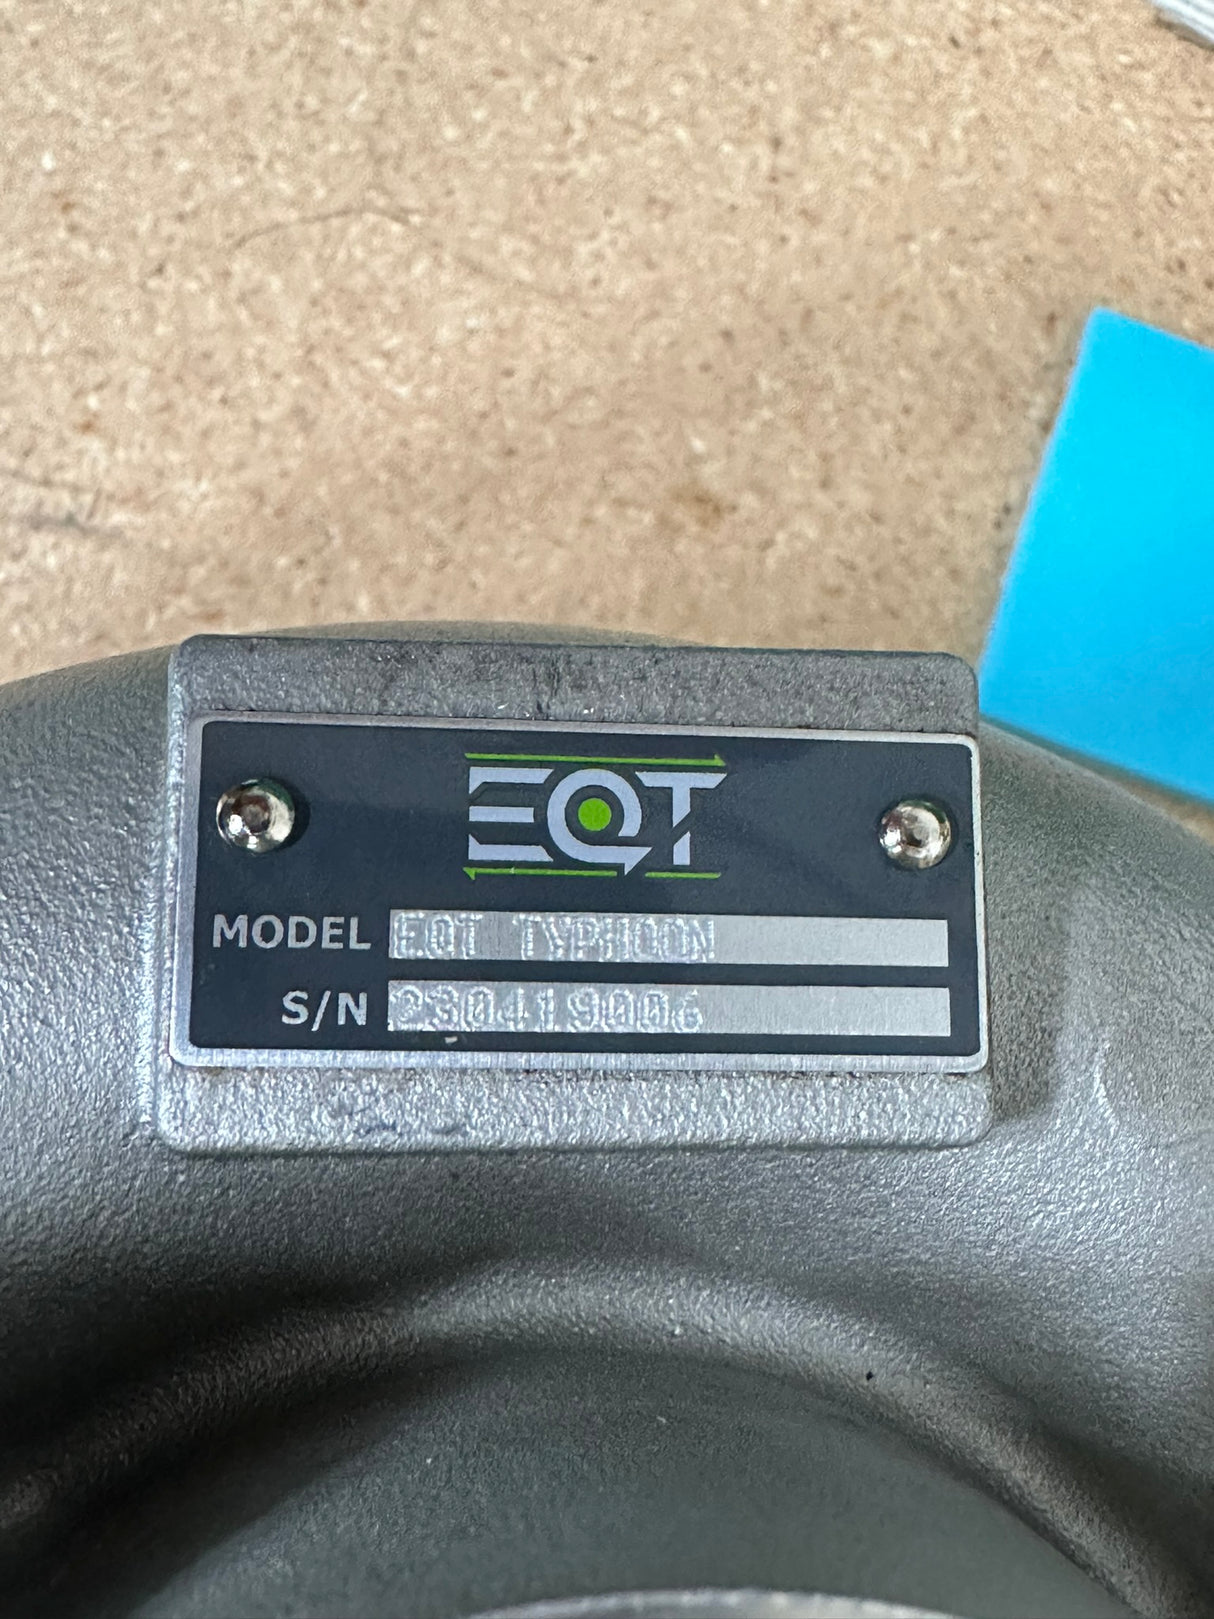 EQT
MODEL EQT TYPHOON
S/N 230419006